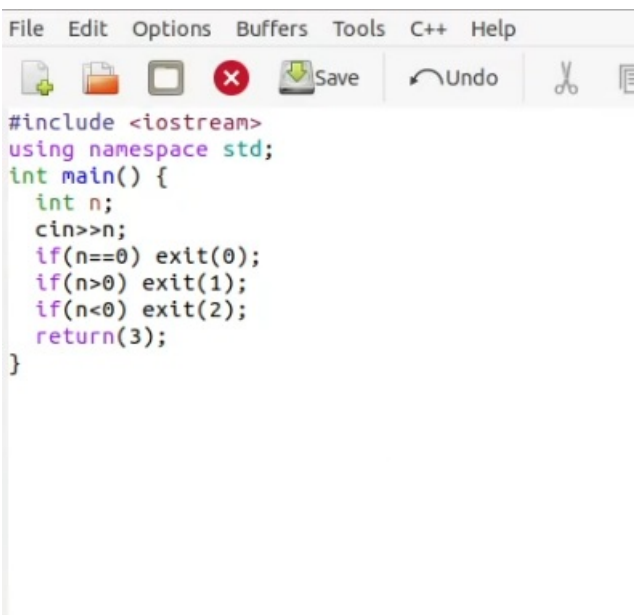 File Edit Options Buffers Tools C++ Help
Save Undo
#include <iostream>
using namespace std;
int main() {
  int n;
  cin>>n;
  if(n==0) exit(0);
  if(n>0) exit(1);
  if(n<0) exit(2);
  return(3);
}